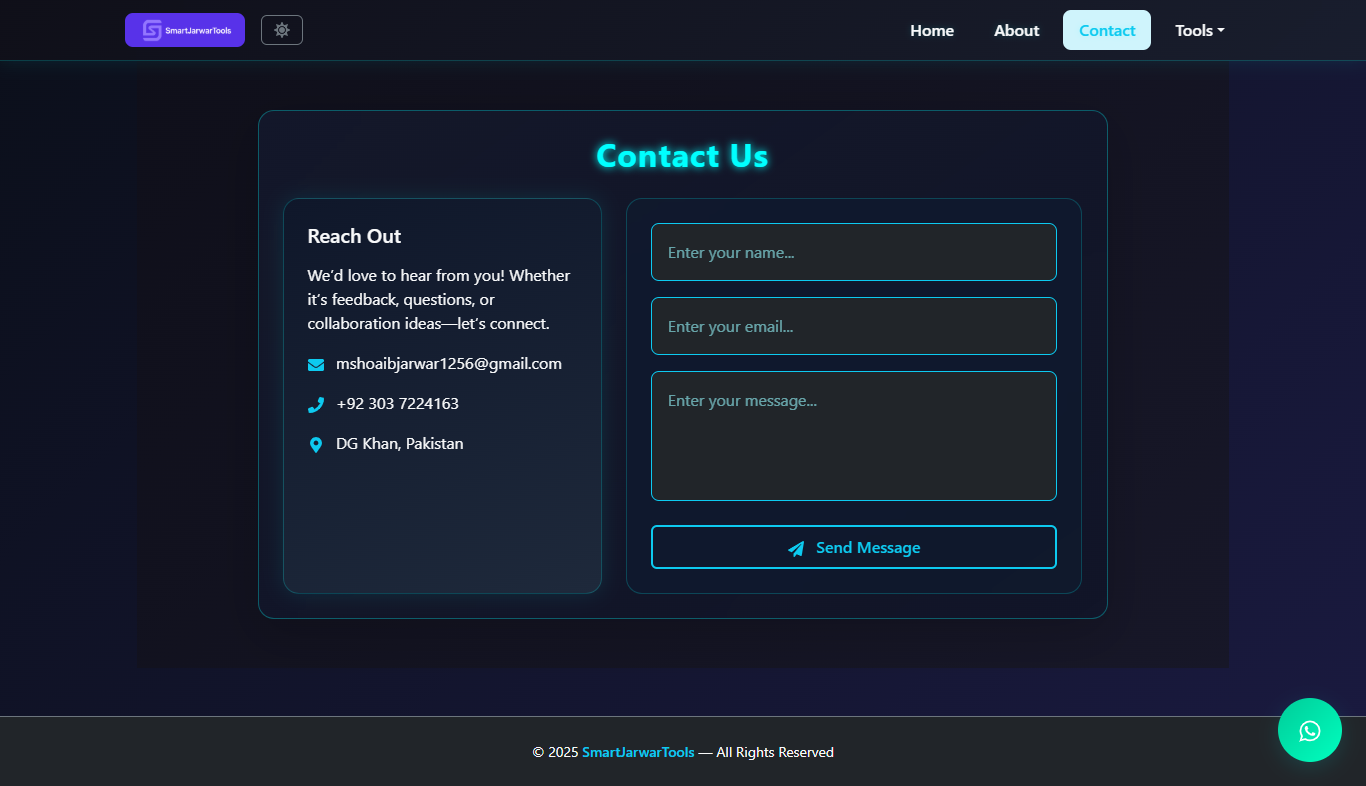 SmartJarwarTools
Home
About
Contact
Tools
Contact Us
Reach Out
We’d love to hear from you! Whether
it’s feedback, questions, or
collaboration ideas—let’s connect.
mshoaibjarwar1256@gmail.com
+92 303 7224163
DG Khan, Pakistan
Enter your name...
Enter your email...
Enter your message...
Send Message
© 2025 SmartJarwarTools — All Rights Reserved